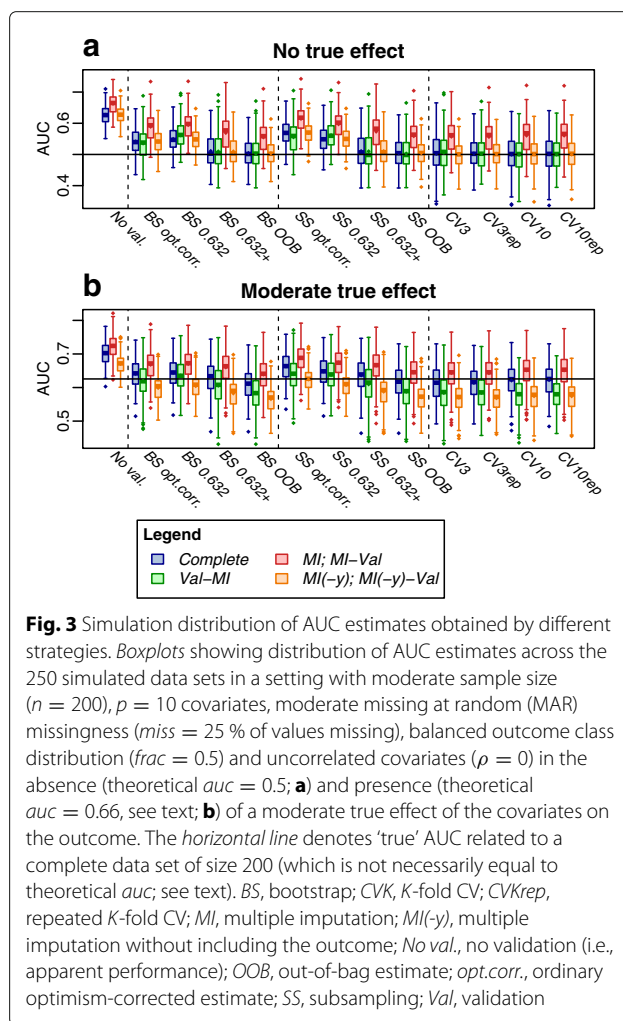 a
No true effect
AUC
0.6
0.4
No val.
BS opt.corr.
BS 0.632
BS 0.632+
BS OOB
SS opt.corr.
SS 0.632
SS 0.632+
SS OOB
CV3
CV3rep
CV10
CV10rep
b
Moderate true effect
AUC
0.7
0.5
No val.
BS opt.corr.
BS 0.632
BS 0.632+
BS OOB
SS opt.corr.
SS 0.632
SS 0.632+
SS OOB
CV3
CV3rep
CV10
CV10rep
Legend
Complete
Val−MI
MI; MI−Val
MI(−y); MI(−y)−Val
Fig. 3 Simulation distribution of AUC estimates obtained by different
strategies. Boxplots showing distribution of AUC estimates across the
250 simulated data sets in a setting with moderate sample size
(n = 200), p = 10 covariates, moderate missing at random (MAR)
missingness (miss = 25 % of values missing), balanced outcome class
distribution (frac = 0.5) and uncorrelated covariates (ρ = 0) in the
absence (theoretical auc = 0.5; a) and presence (theoretical
auc = 0.66, see text; b) of a moderate true effect of the covariates on
the outcome. The horizontal line denotes ‘true’ AUC related to a
complete data set of size 200 (which is not necessarily equal to
theoretical auc; see text). BS, bootstrap; CVK, K-fold CV; CVKrep,
repeated K-fold CV; MI, multiple imputation; MI(-y), multiple
imputation without including the outcome; No val., no validation (i.e.,
apparent performance); OOB, out-of-bag estimate; opt.corr., ordinary
optimism-corrected estimate; SS, subsampling; Val, validation